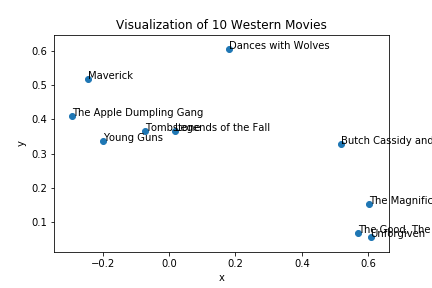 Visualization of 10 Western Movies
Dances with Wolves
Maverick
The Apple Dumpling Gang
Tombstone
Legends of the Fall
Young Guns
Butch Cassidy and
The Magnific
The Good, The
Unforgiven
y
0.6
0.5
0.4
0.3
0.2
0.1
−0.2
0.0
0.2
0.4
0.6
x